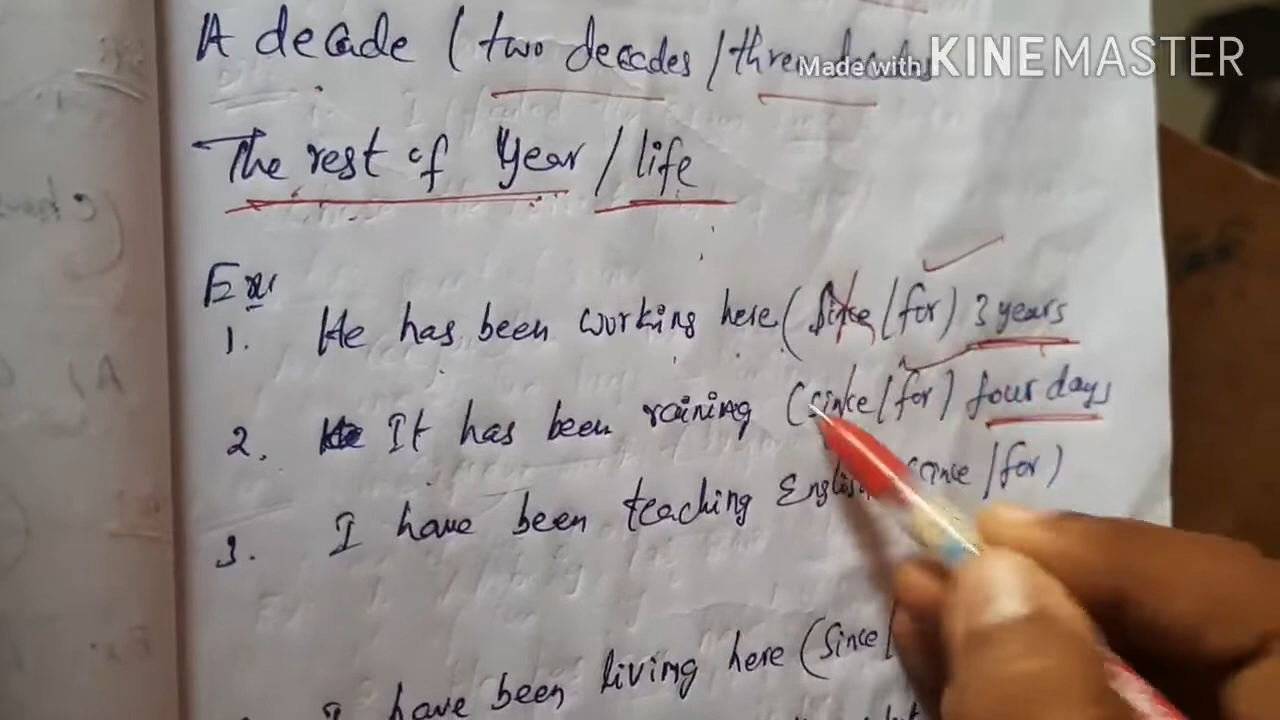 A decade ( two decades / three decades
Made with KINEMASTER
The rest of Year / life
Ex:
1. He has been working here ( Since / for ) 3 years
2. It has been raining ( since / for ) four days
3. I have been teaching English ( since / for )
I have been living here ( Since /